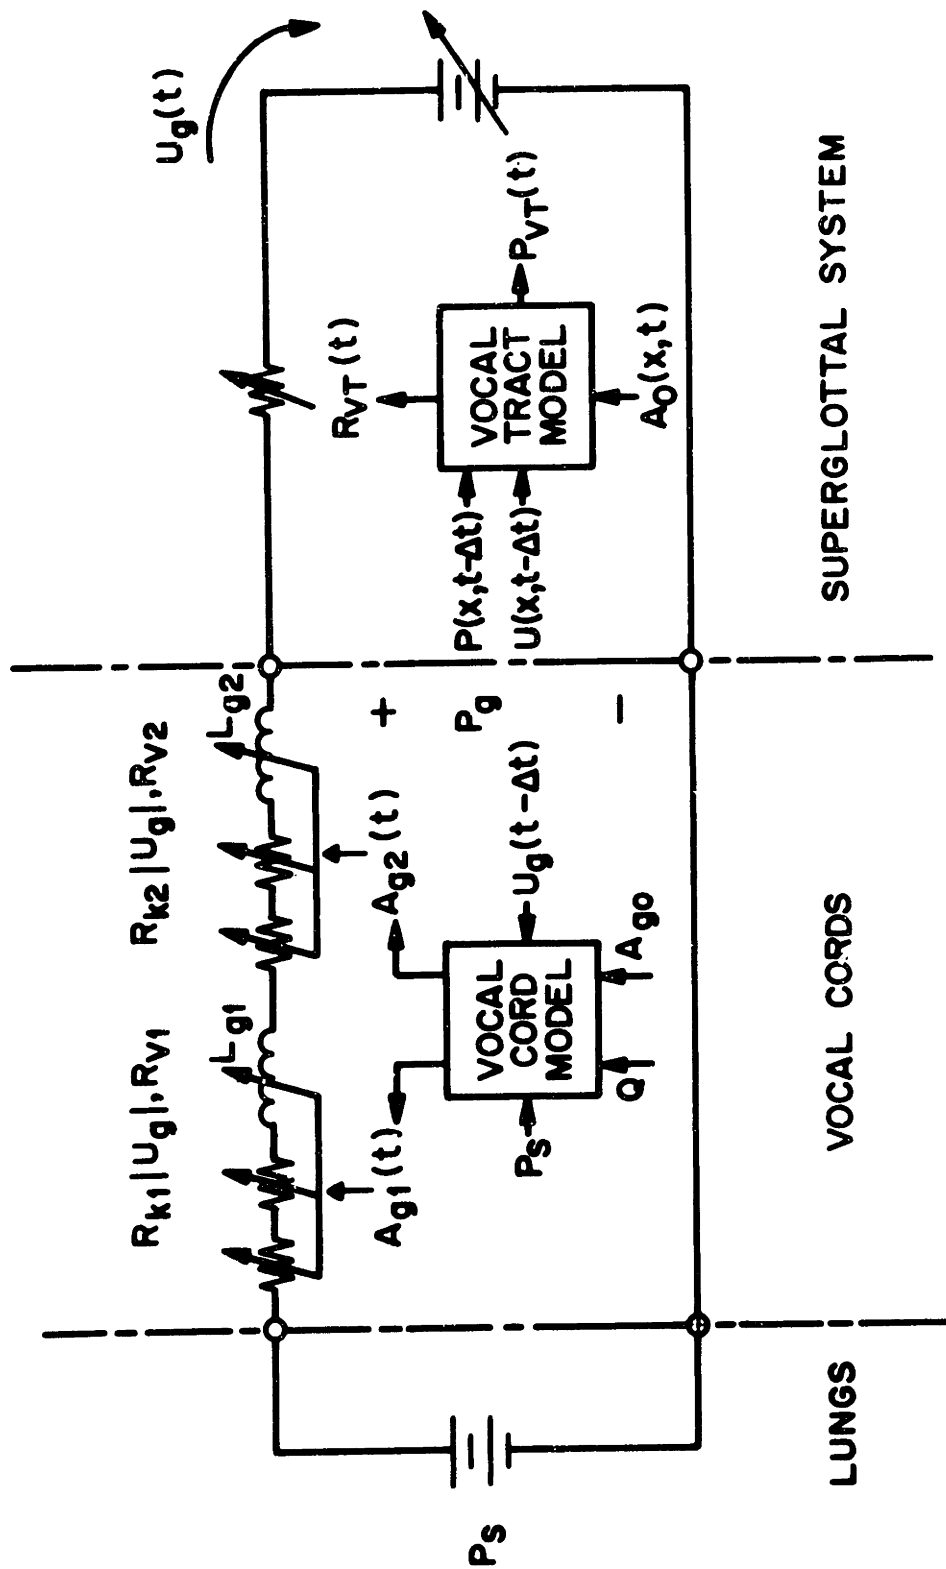 Rk1|Ug|,Rv1
Rk2|Ug|,Rv2
Ug(t)
Lg1
Lg2
RVT(t)
Ag1(t)
Ag2(t)
+
Ps
Ps
VOCAL
CORD
MODEL
Ug(t-Δt)
Pg
P(x,t-Δt)
U(x,t-Δt)
VOCAL
TRACT
MODEL
PVT(t)
Q
Ago
−
AO(x,t)
LUNGS
VOCAL CORDS
SUPERGLOTTAL SYSTEM